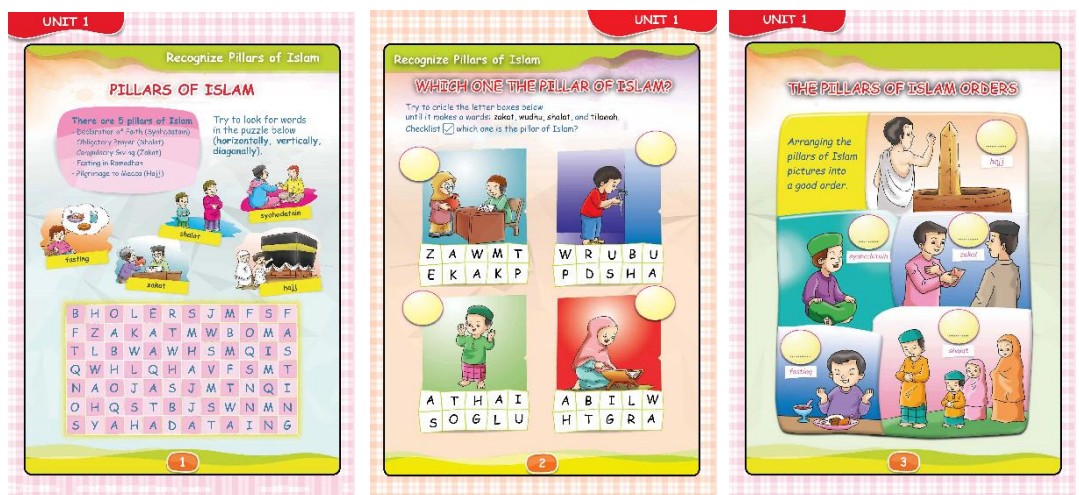 UNIT 1
Recognize Pillars of Islam
PILLARS OF ISLAM
There are 5 pillars of Islam
- Declaration of Faith (Syahadatain)
- Obligatory Prayer (Shalat)
- Compulsory Giving (Zakat)
- Fasting in Ramadhan
- Pilgrimage to Mecca (Hajj)
Try to look for words
in the puzzle below
(horizontally, vertically,
diagonally).
syahadatain
shalat
fasting
zakat
hajj
B H O L E R S J M F S F
F Z A K A T M W B O M A
T L B W A W H S M Q I S
Q W H L Q H A V F S M T
N A O J A S J M T N Q I
O H Q S T B J S W N M N
S Y A H A D A T A I N G
1
UNIT 1
Recognize Pillars of Islam
WHICH ONE THE PILLAR OF ISLAM?
Try to cricle the letter boxes below
until it makes a words: zakat, wudhu, shalat, and tilawah.
Checklist ☑ which one is the pillar of Islam?
Z A W M T
E K A K P
W R U B U
P D S H A
A T H A I
S O G L U
A B I L W
H T G R A
2
UNIT 1
THE PILLARS OF ISLAM ORDERS
Arranging the
pillars of Islam
pictures into
a good order.
hajj
syahadatain
zakat
fasting
shalat
3